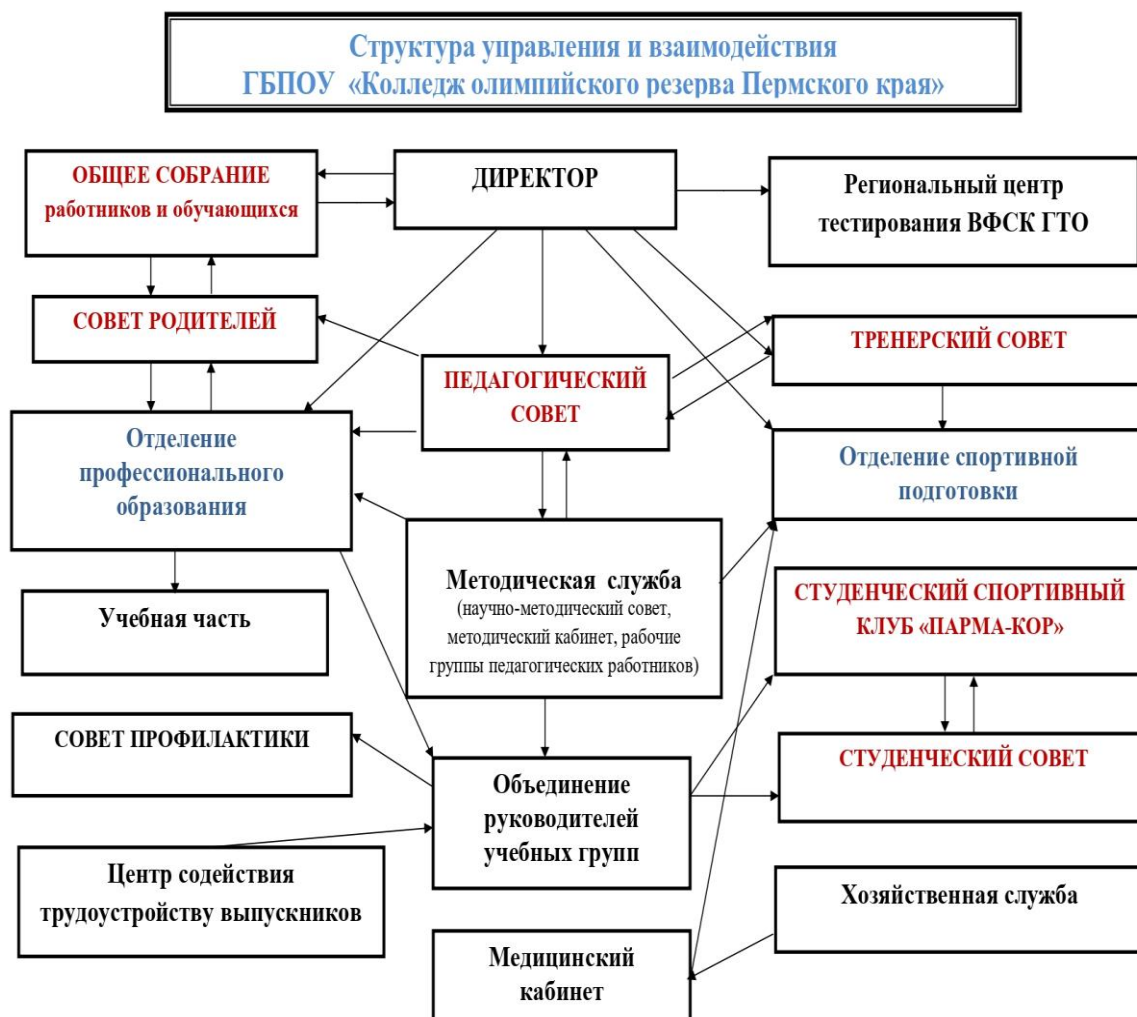 Структура управления и взаимодействия
ГБПОУ «Колледж олимпийского резерва Пермского края»
ОБЩЕЕ СОБРАНИЕ
работников и обучающихся
ДИРЕКТОР
Региональный центр
тестирования ВФСК ГТО
СОВЕТ РОДИТЕЛЕЙ
ТРЕНЕРСКИЙ СОВЕТ
ПЕДАГОГИЧЕСКИЙ
СОВЕТ
Отделение
профессионального
образования
Отделение спортивной
подготовки
Методическая служба
(научно-методический совет,
методический кабинет, рабочие
группы педагогических работников)
Учебная часть
СТУДЕНЧЕСКИЙ СПОРТИВНЫЙ
КЛУБ «ПАРМА-КОР»
СОВЕТ ПРОФИЛАКТИКИ
СТУДЕНЧЕСКИЙ СОВЕТ
Объединение
руководителей
учебных групп
Центр содействия
трудоустройству выпускников
Хозяйственная служба
Медицинский
кабинет